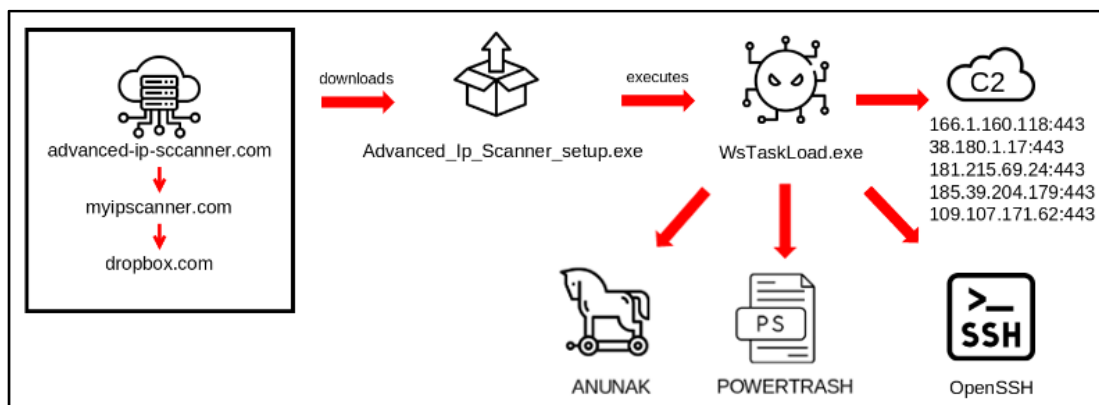 advanced-ip-sccanner.com
myipscanner.com
dropbox.com
downloads
Advanced_Ip_Scanner_setup.exe
executes
WsTaskLoad.exe
C2
166.1.160.118:443
38.180.1.17:443
181.215.69.24:443
185.39.204.179:443
109.107.171.62:443
ANUNAK
PS
POWERTRASH
>_
SSH
OpenSSH